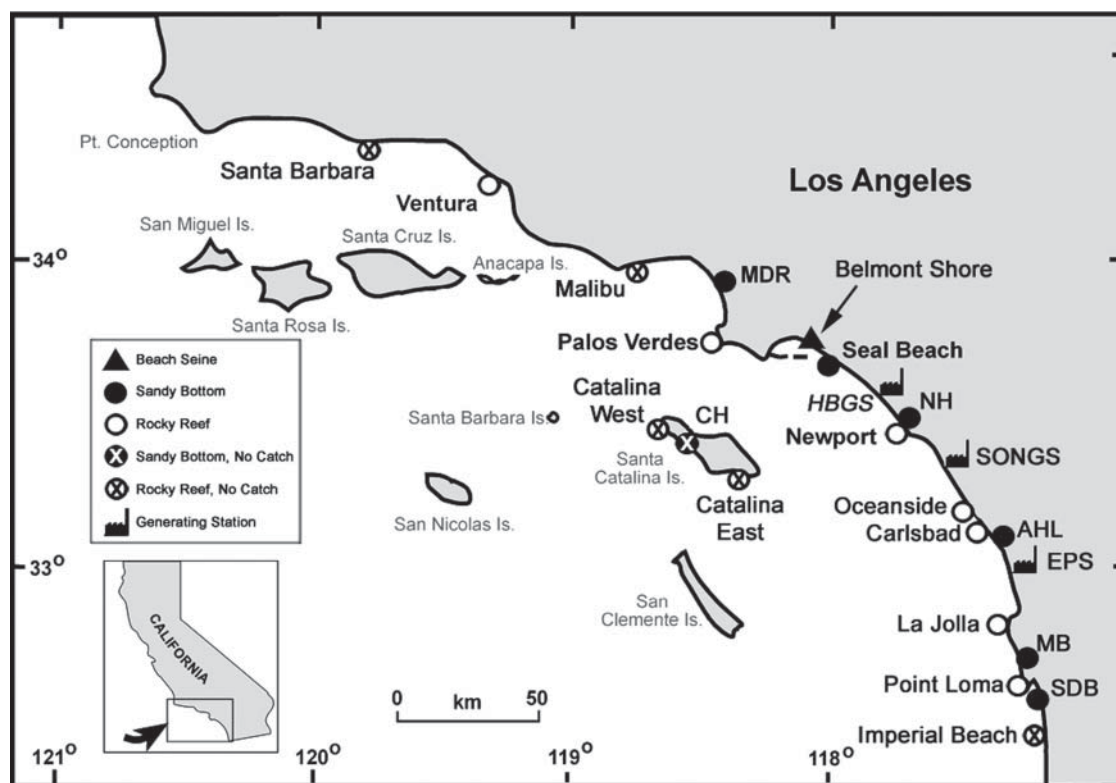 Pt. Conception
Santa Barbara
Ventura
Los Angeles
San Miguel Is.
Santa Cruz Is.
Anacapa Is.
Santa Rosa Is.
34°
Malibu
MDR
Belmont Shore
Palos Verdes
Seal Beach
HBGS
NH
Newport
SONGS
Beach Seine
Sandy Bottom
Rocky Reef
Sandy Bottom, No Catch
Rocky Reef, No Catch
Generating Station
Santa Barbara Is.
Catalina
West
CH
Santa
Catalina Is.
Catalina
East
San Nicolas Is.
Oceanside
Carlsbad
AHL
EPS
33°
San
Clemente Is.
La Jolla
MB
Point Loma
SDB
Imperial Beach
CALIFORNIA
0
50
km
121°
120°
119°
118°